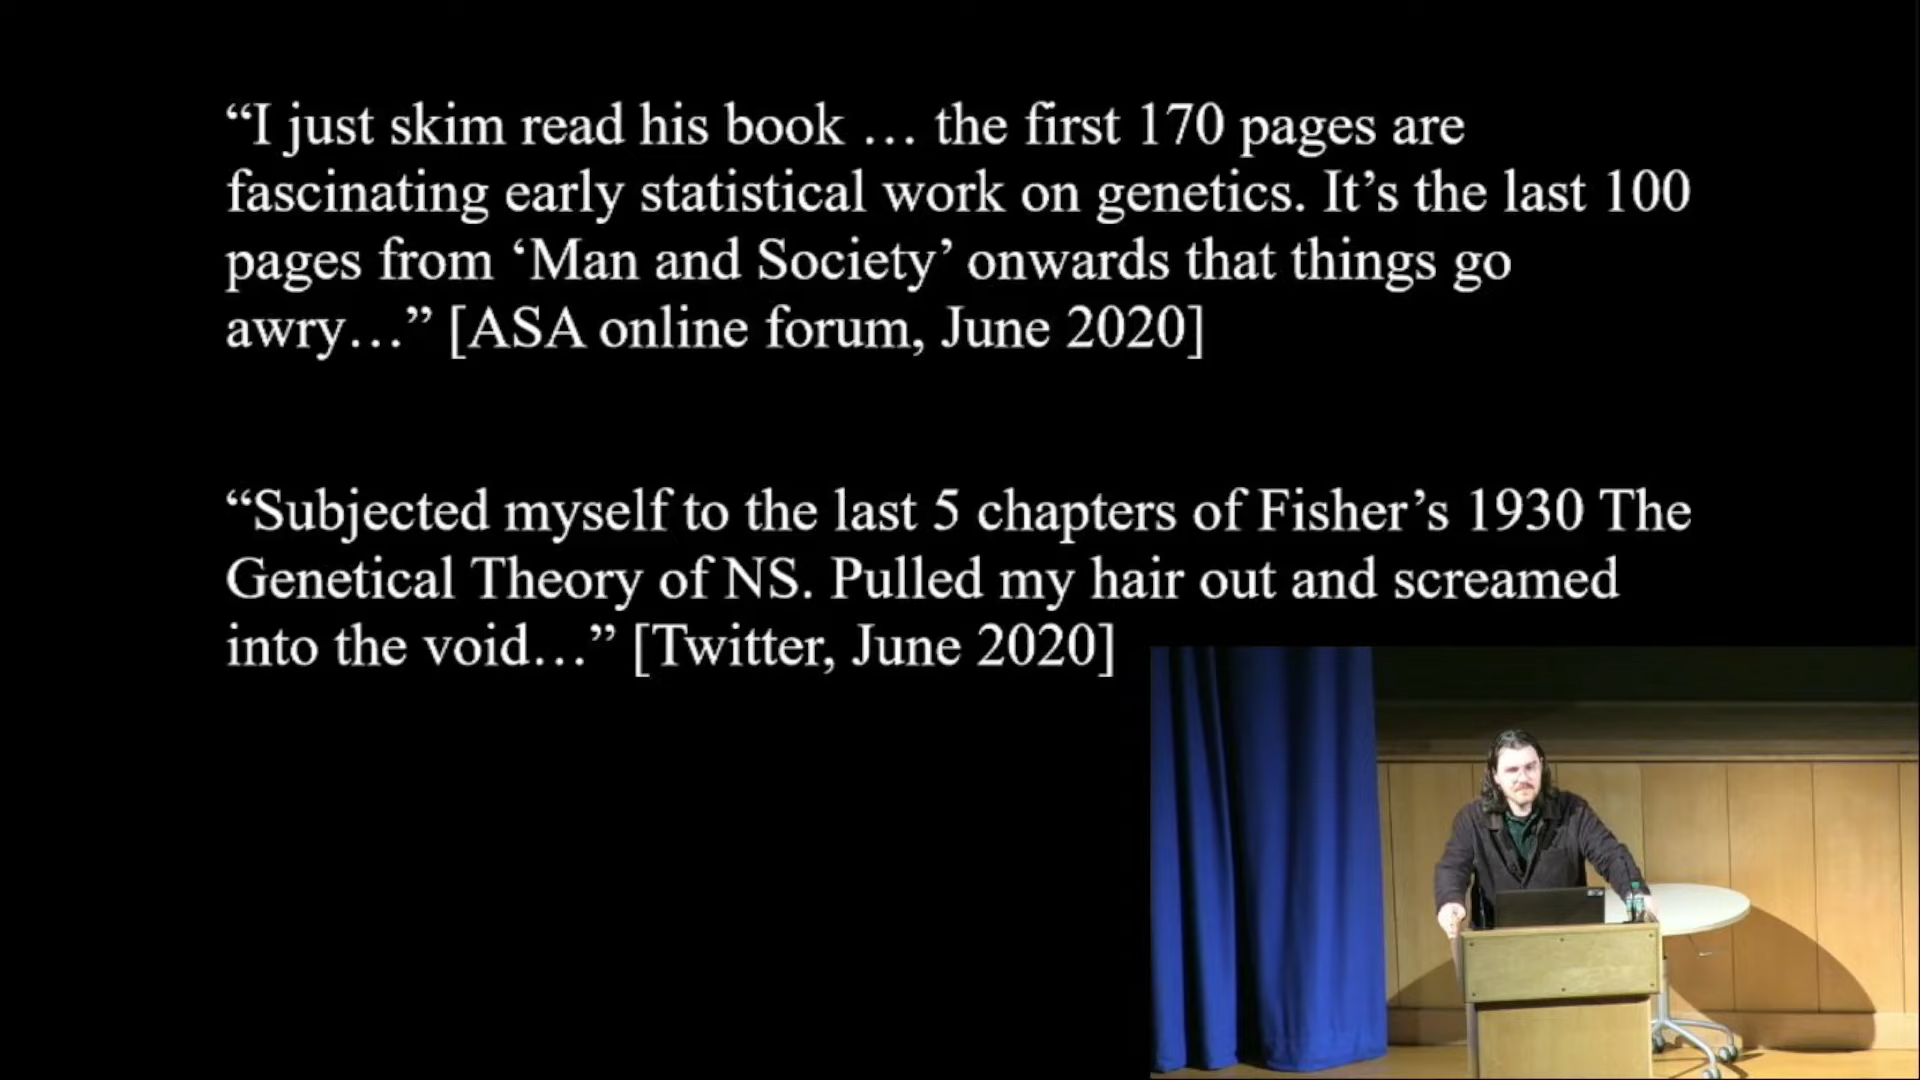 “I just skim read his book … the first 170 pages are
fascinating early statistical work on genetics. It’s the last 100
pages from ‘Man and Society’ onwards that things go
awry…” [ASA online forum, June 2020]
“Subjected myself to the last 5 chapters of Fisher’s 1930 The
Genetical Theory of NS. Pulled my hair out and screamed
into the void…” [Twitter, June 2020]